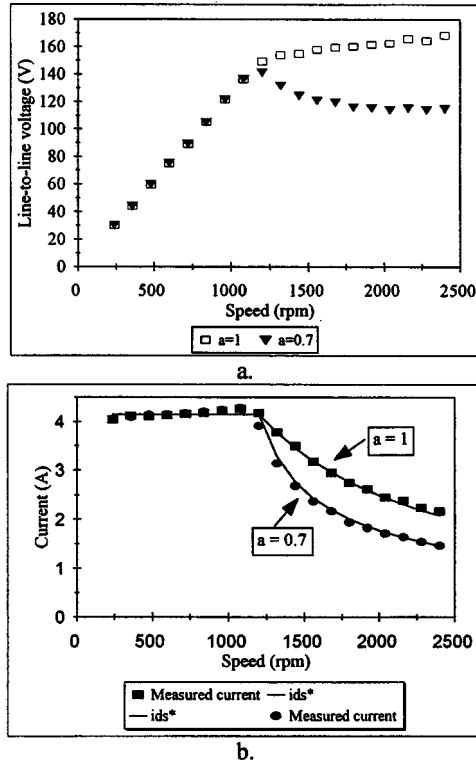 Line-to-line voltage (V)
180
160
140
120
100
80
60
40
20
0
0 500 1000 1500 2000 2500
Speed (rpm)
a=1 a=0.7
a.
Current (A)
4
3
2
1
0
a = 1
a = 0.7
0 500 1000 1500 2000 2500
Speed (rpm)
Measured current ids*
ids* Measured current
b.